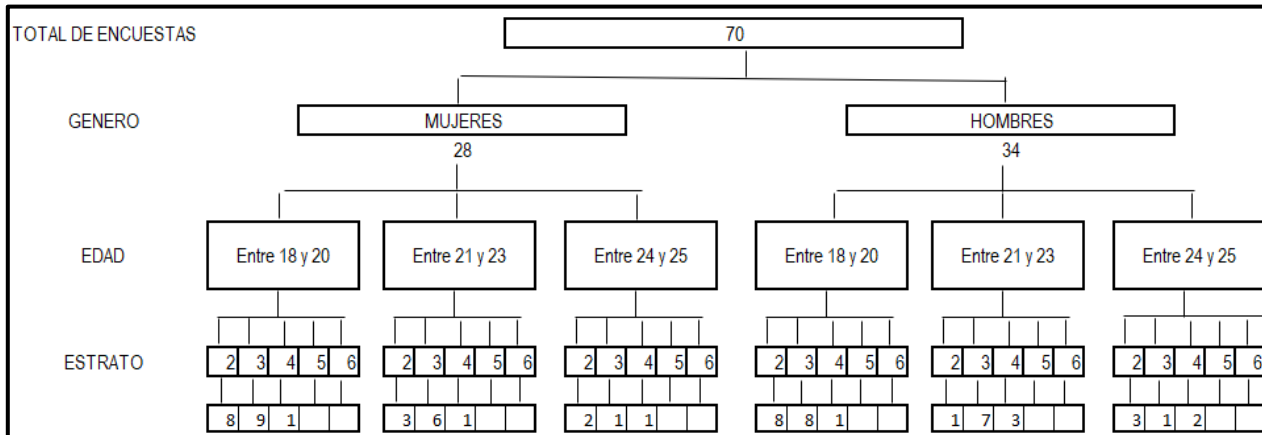 TOTAL DE ENCUESTAS 70
GENERO MUJERES HOMBRES
28 34
EDAD Entre 18 y 20 Entre 21 y 23 Entre 24 y 25 Entre 18 y 20 Entre 21 y 23 Entre 24 y 25
ESTRATO 2 3 4 5 6 2 3 4 5 6 2 3 4 5 6 2 3 4 5 6 2 3 4 5 6 2 3 4 5 6
8 9 1 3 6 1 2 1 1 8 8 1 1 7 3 3 1 2